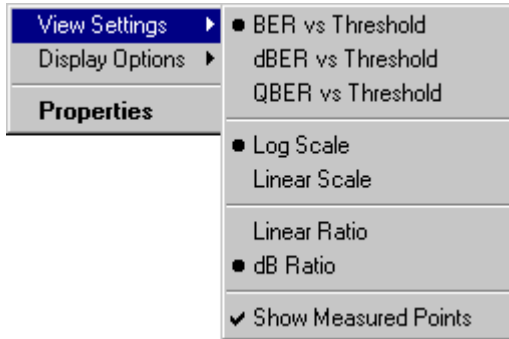 View Settings
Display Options
Properties
BER vs Threshold
dBER vs Threshold
QBER vs Threshold
Log Scale
Linear Scale
Linear Ratio
dB Ratio
Show Measured Points